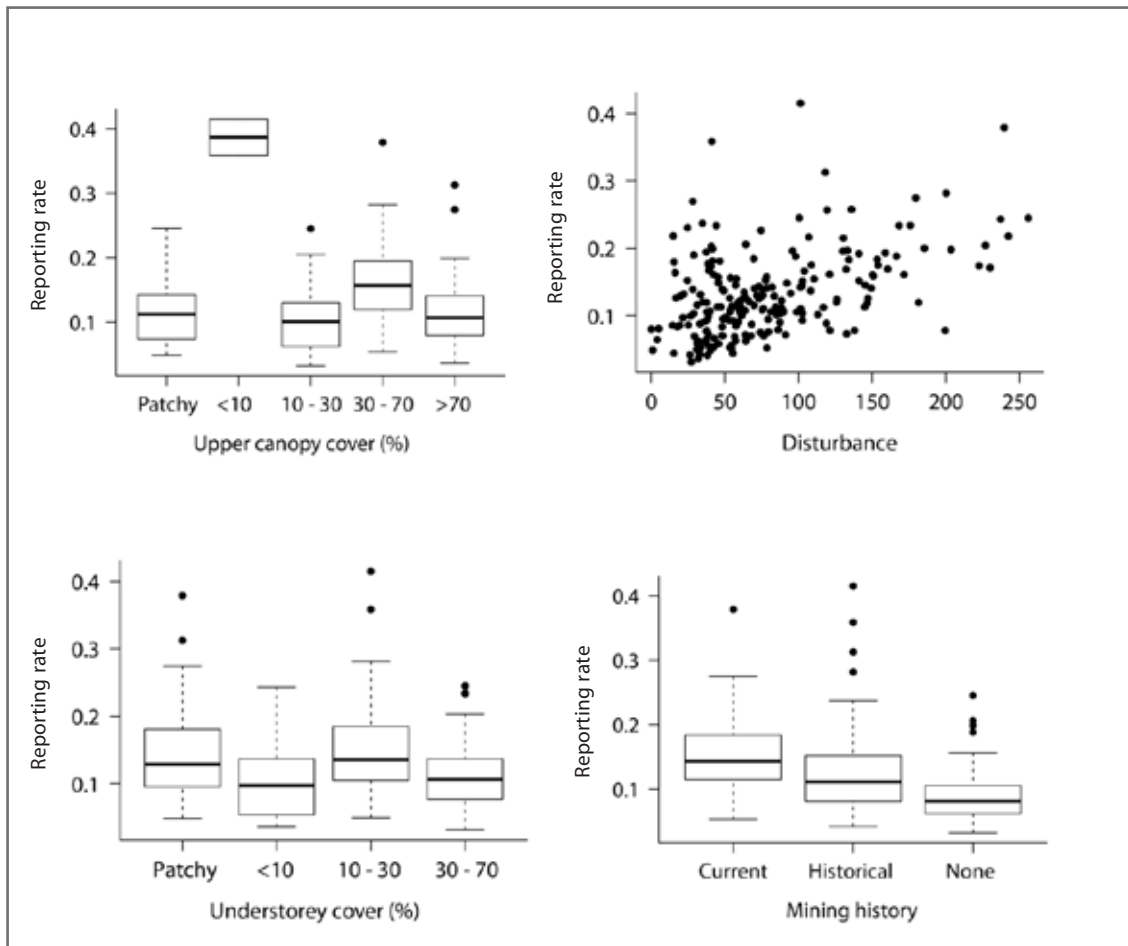 Reporting rate
0.4
0.3
0.2
0.1
Patchy <10 10 - 30 30 - 70 >70
Upper canopy cover (%)
Reporting rate
0.4
0.3
0.2
0.1
0 50 100 150 200 250
Disturbance
Reporting rate
0.4
0.3
0.2
0.1
Patchy <10 10 - 30 30 - 70
Understorey cover (%)
Reporting rate
0.4
0.3
0.2
0.1
Current Historical None
Mining history